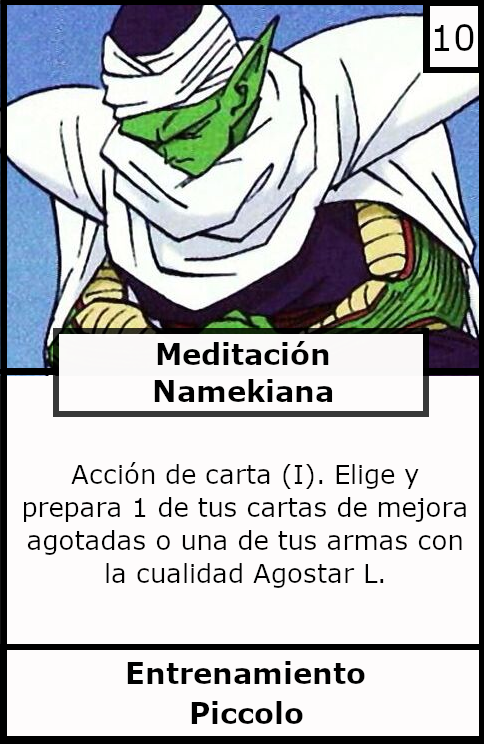 10
Meditación
Namekiana
Acción de carta (I). Elige y
prepara 1 de tus cartas de mejora
agotadas o una de tus armas con
la cualidad Agostar L.
Entrenamiento
Piccolo